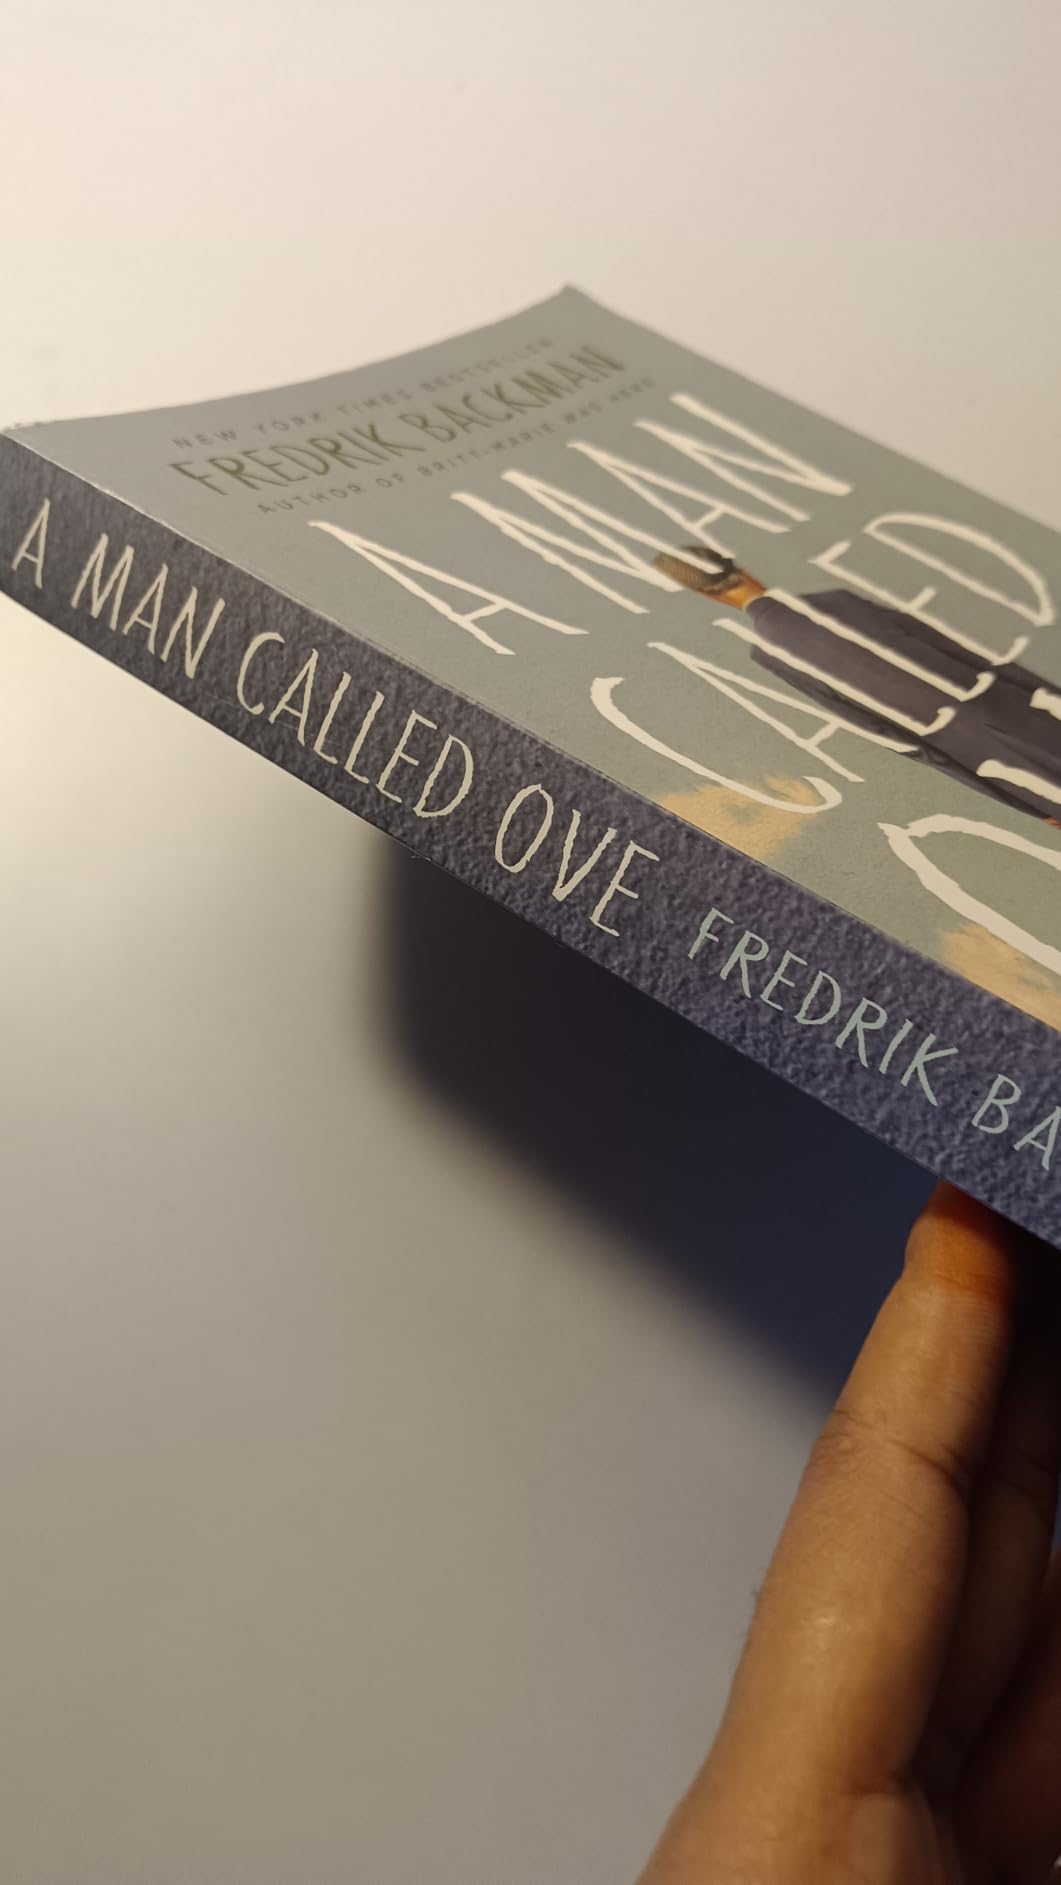 NEW YORK TIMES BESTSELLER
FREDRIK BACKMAN
AUTHOR OF BRITT-MARIE WAS HERE
A MAN
CALLED
A MAN CALLED OVE FREDRIK BA